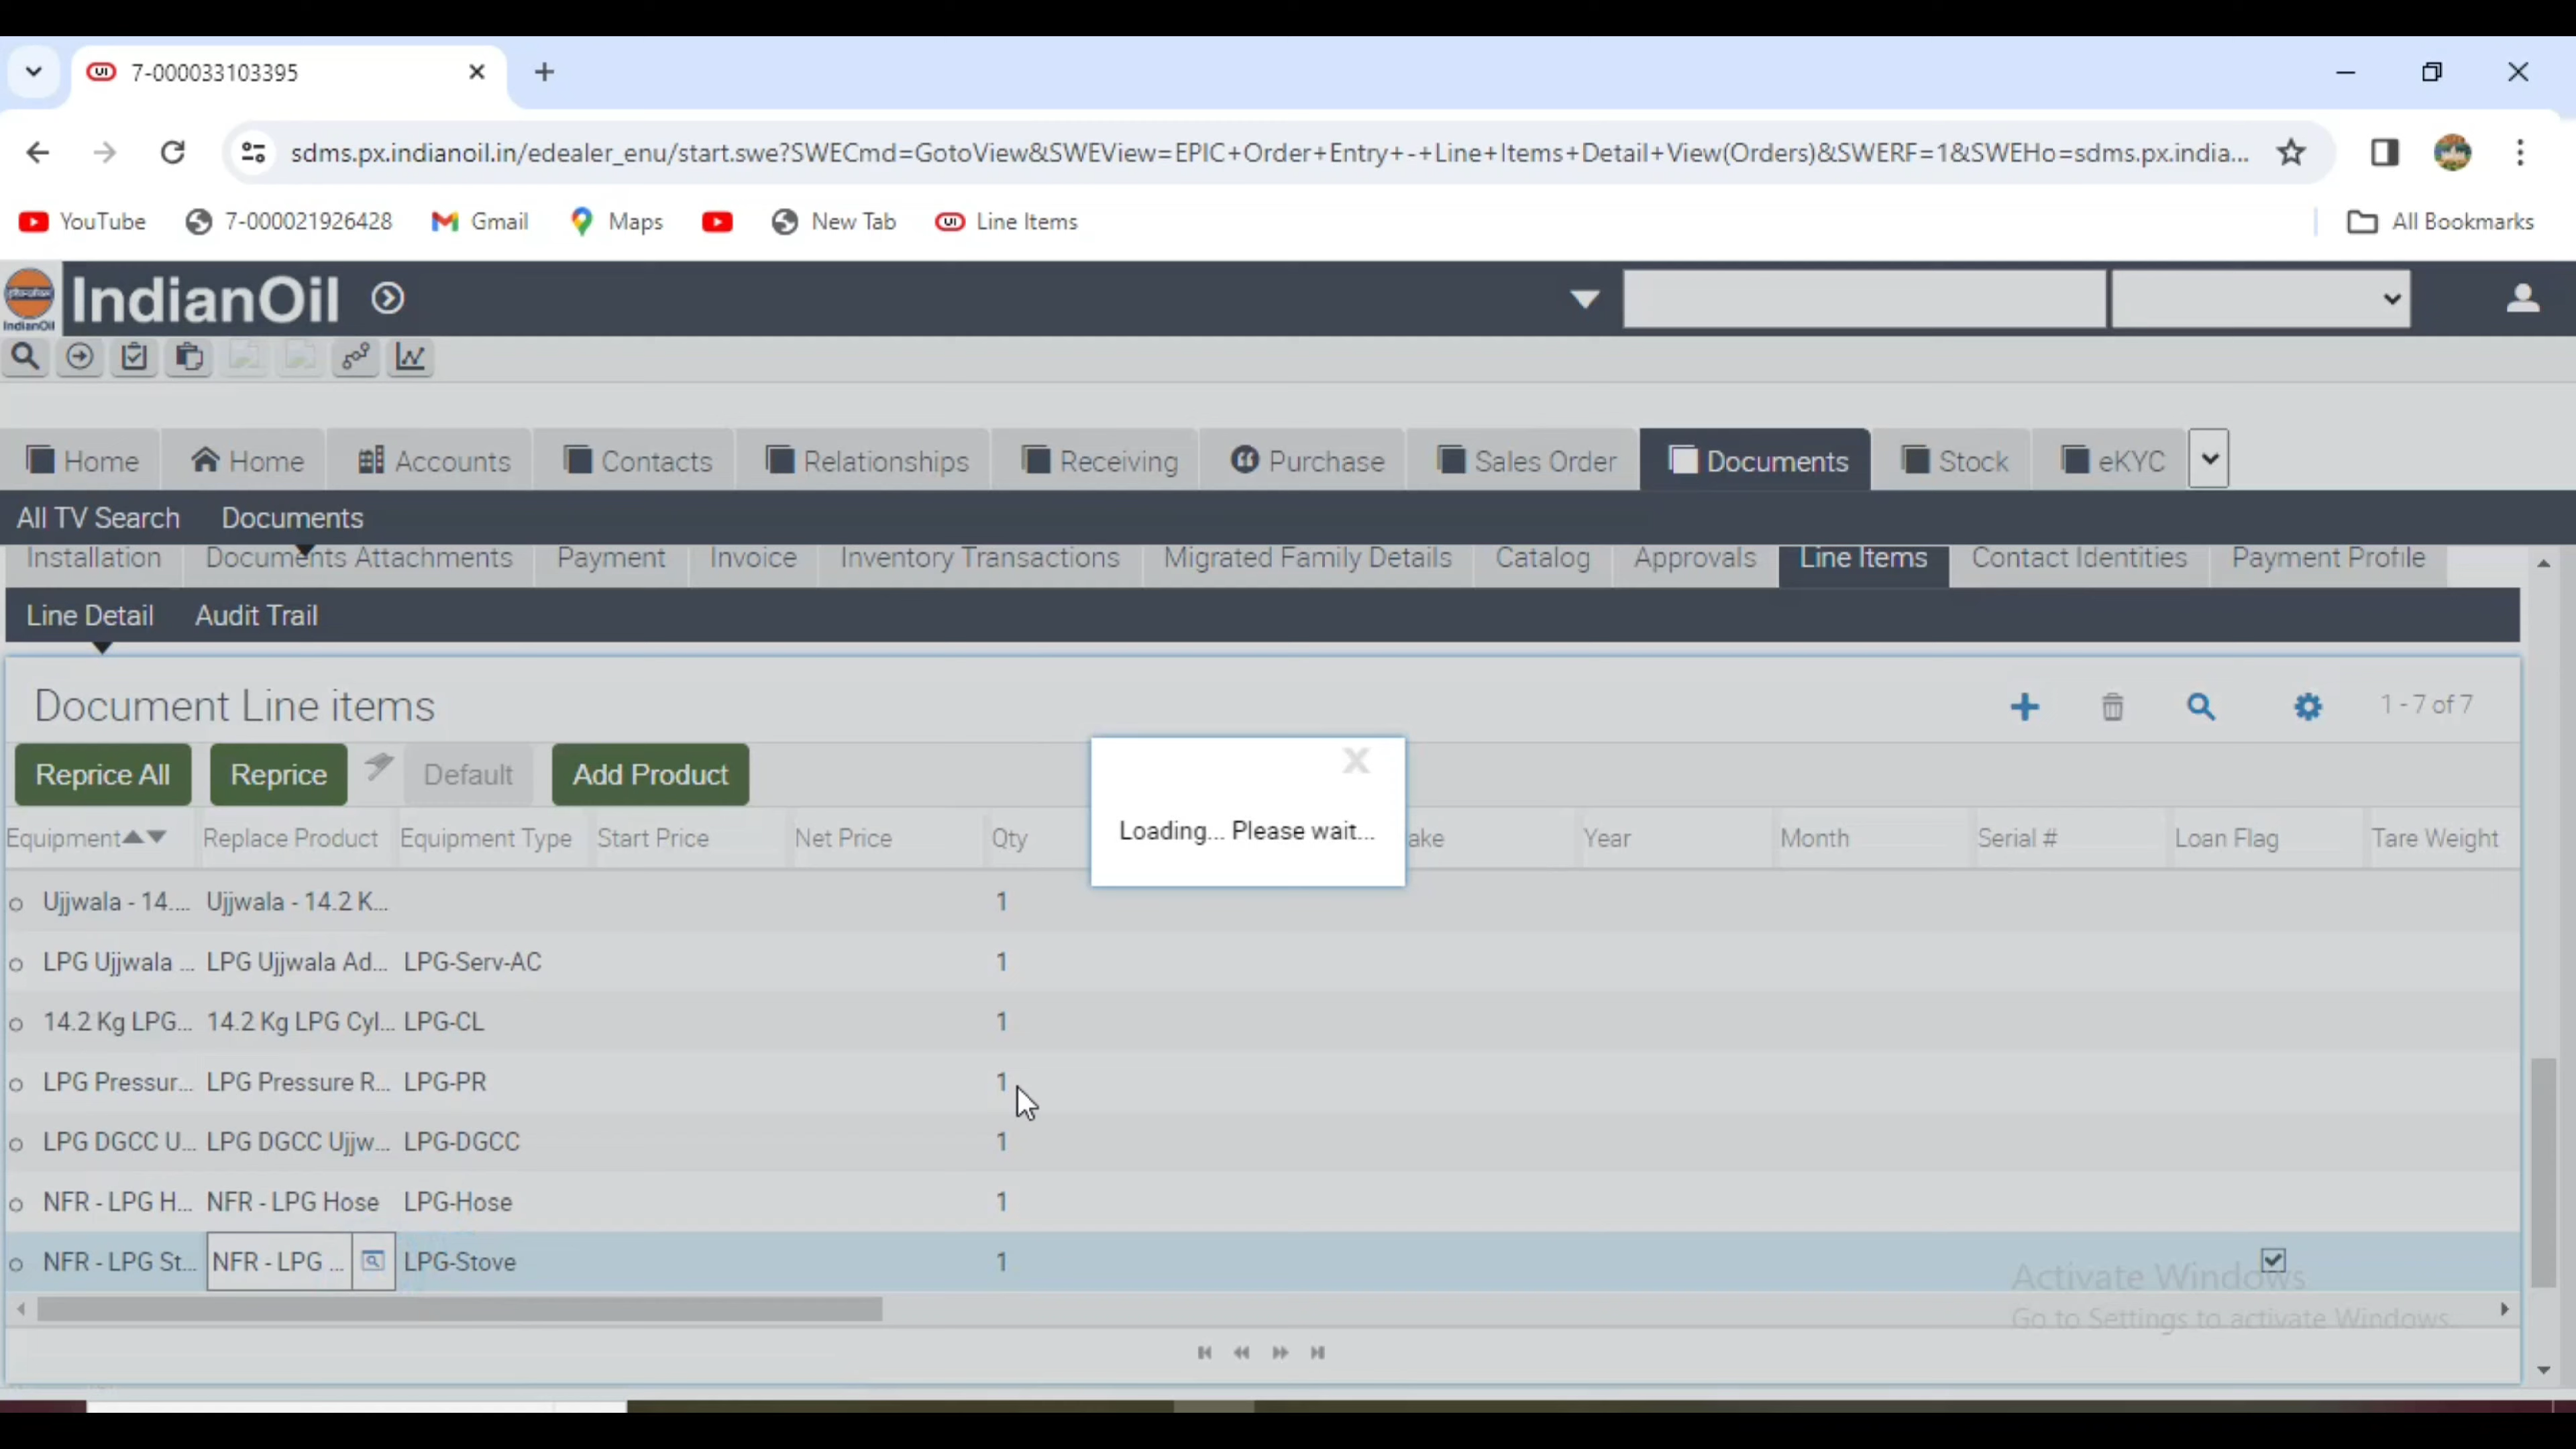 7-000033103395
sdms.px.indianoil.in/edealer_enu/start.swe?SWECmd=GotoView&SWEView=EPIC+Order+Entry+-+Line+Items+Detail+View(Orders)&SWERF=1&SWEHo=sdms.px.india...
YouTube 7-000021926428 Gmail Maps New Tab Line Items All Bookmarks
IndianOil IndianOil
Home Home Accounts Contacts Relationships Receiving Purchase Sales Order Documents Stock eKYC
All TV Search Documents
Installation Documents Attachments Payment Invoice Inventory Transactions Migrated Family Details Catalog Approvals Line Items Contact Identities Payment Profile
Line Detail Audit Trail
Document Line items 1 - 7 of 7
Reprice All Reprice Default Add Product
Loading... Please wait...
Equipment Replace Product Equipment Type Start Price Net Price Qty ake Year Month Serial # Loan Flag Tare Weight
Ujjwala - 14.... Ujjwala - 14.2 K... 1
LPG Ujjwala ... LPG Ujjwala Ad... LPG-Serv-AC 1
14.2 Kg LPG... 14.2 Kg LPG Cyl... LPG-CL 1
LPG Pressur... LPG Pressure R... LPG-PR 1
LPG DGCC U... LPG DGCC Ujjw... LPG-DGCC 1
NFR - LPG H... NFR - LPG Hose LPG-Hose 1
NFR - LPG St... NFR - LPG ... LPG-Stove 1
Activate Windows
Go to Settings to activate Windows.